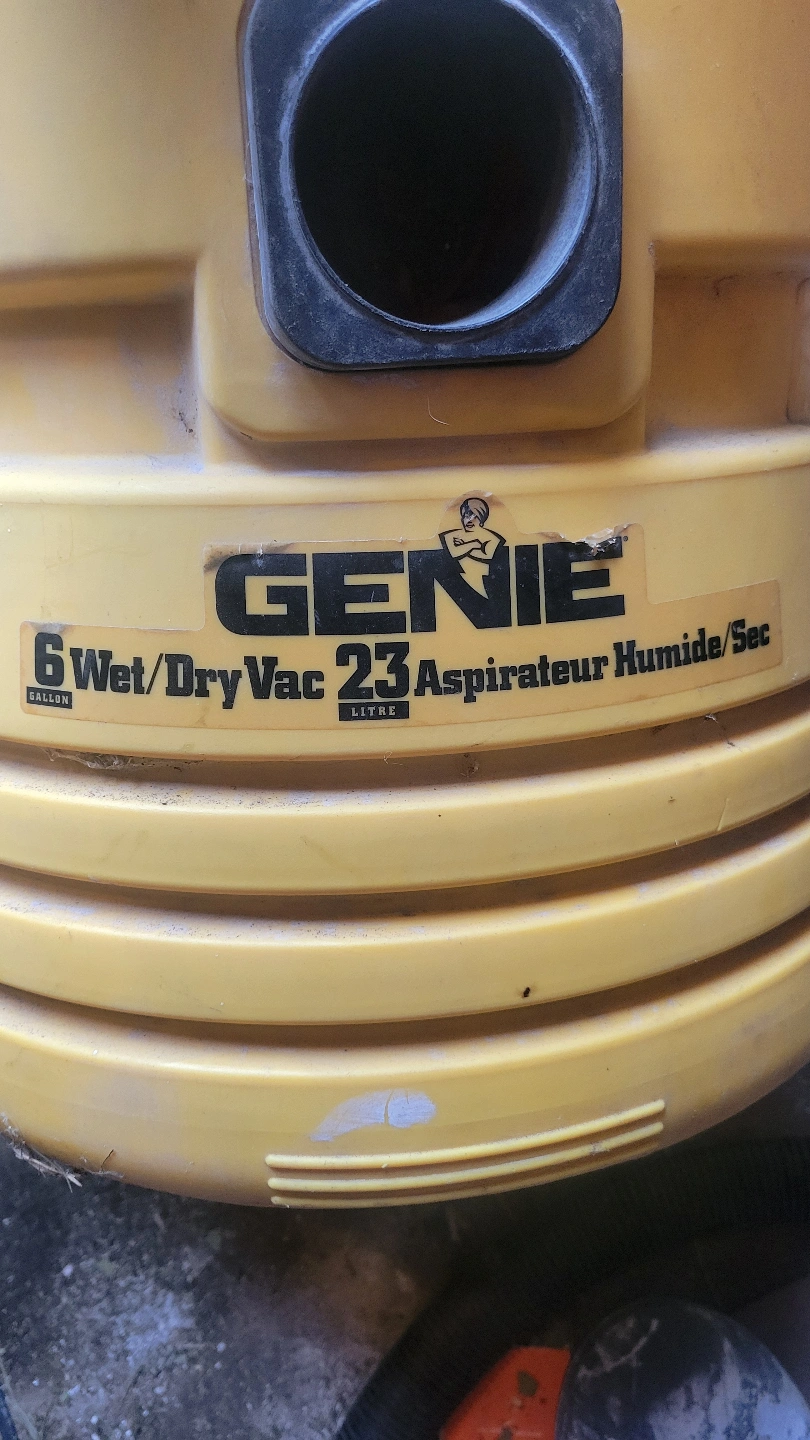 GENIE
6 Wet/Dry Vac 23 Aspirateur Humide/Sec
GALLON LITRE